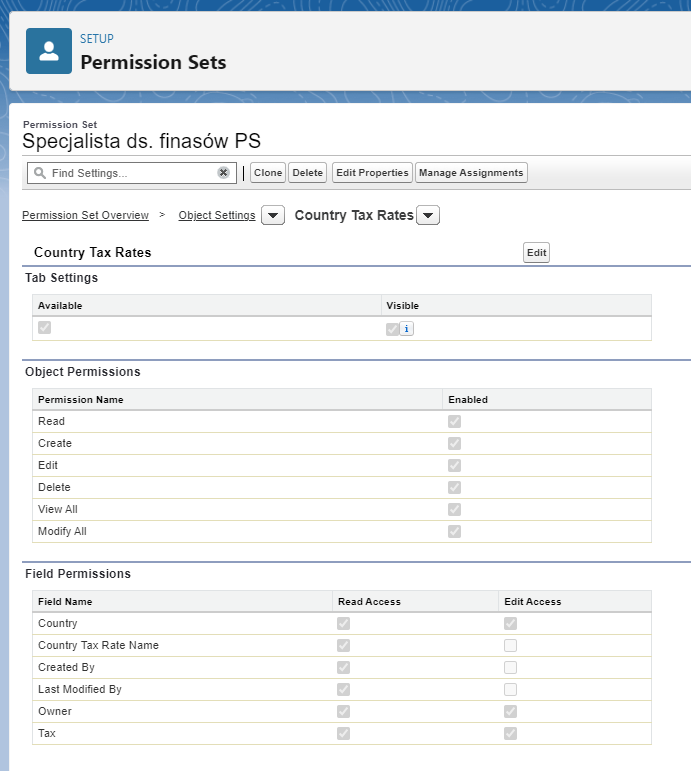 SETUP
Permission Sets
Permission Set
Specjalista ds. finasów PS
Find Settings...
Clone Delete Edit Properties Manage Assignments
Permission Set Overview > Object Settings Country Tax Rates
Country Tax Rates Edit
Tab Settings
Available Visible
i
Object Permissions
Permission Name Enabled
Read
Create
Edit
Delete
View All
Modify All
Field Permissions
Field Name Read Access Edit Access
Country
Country Tax Rate Name
Created By
Last Modified By
Owner
Tax